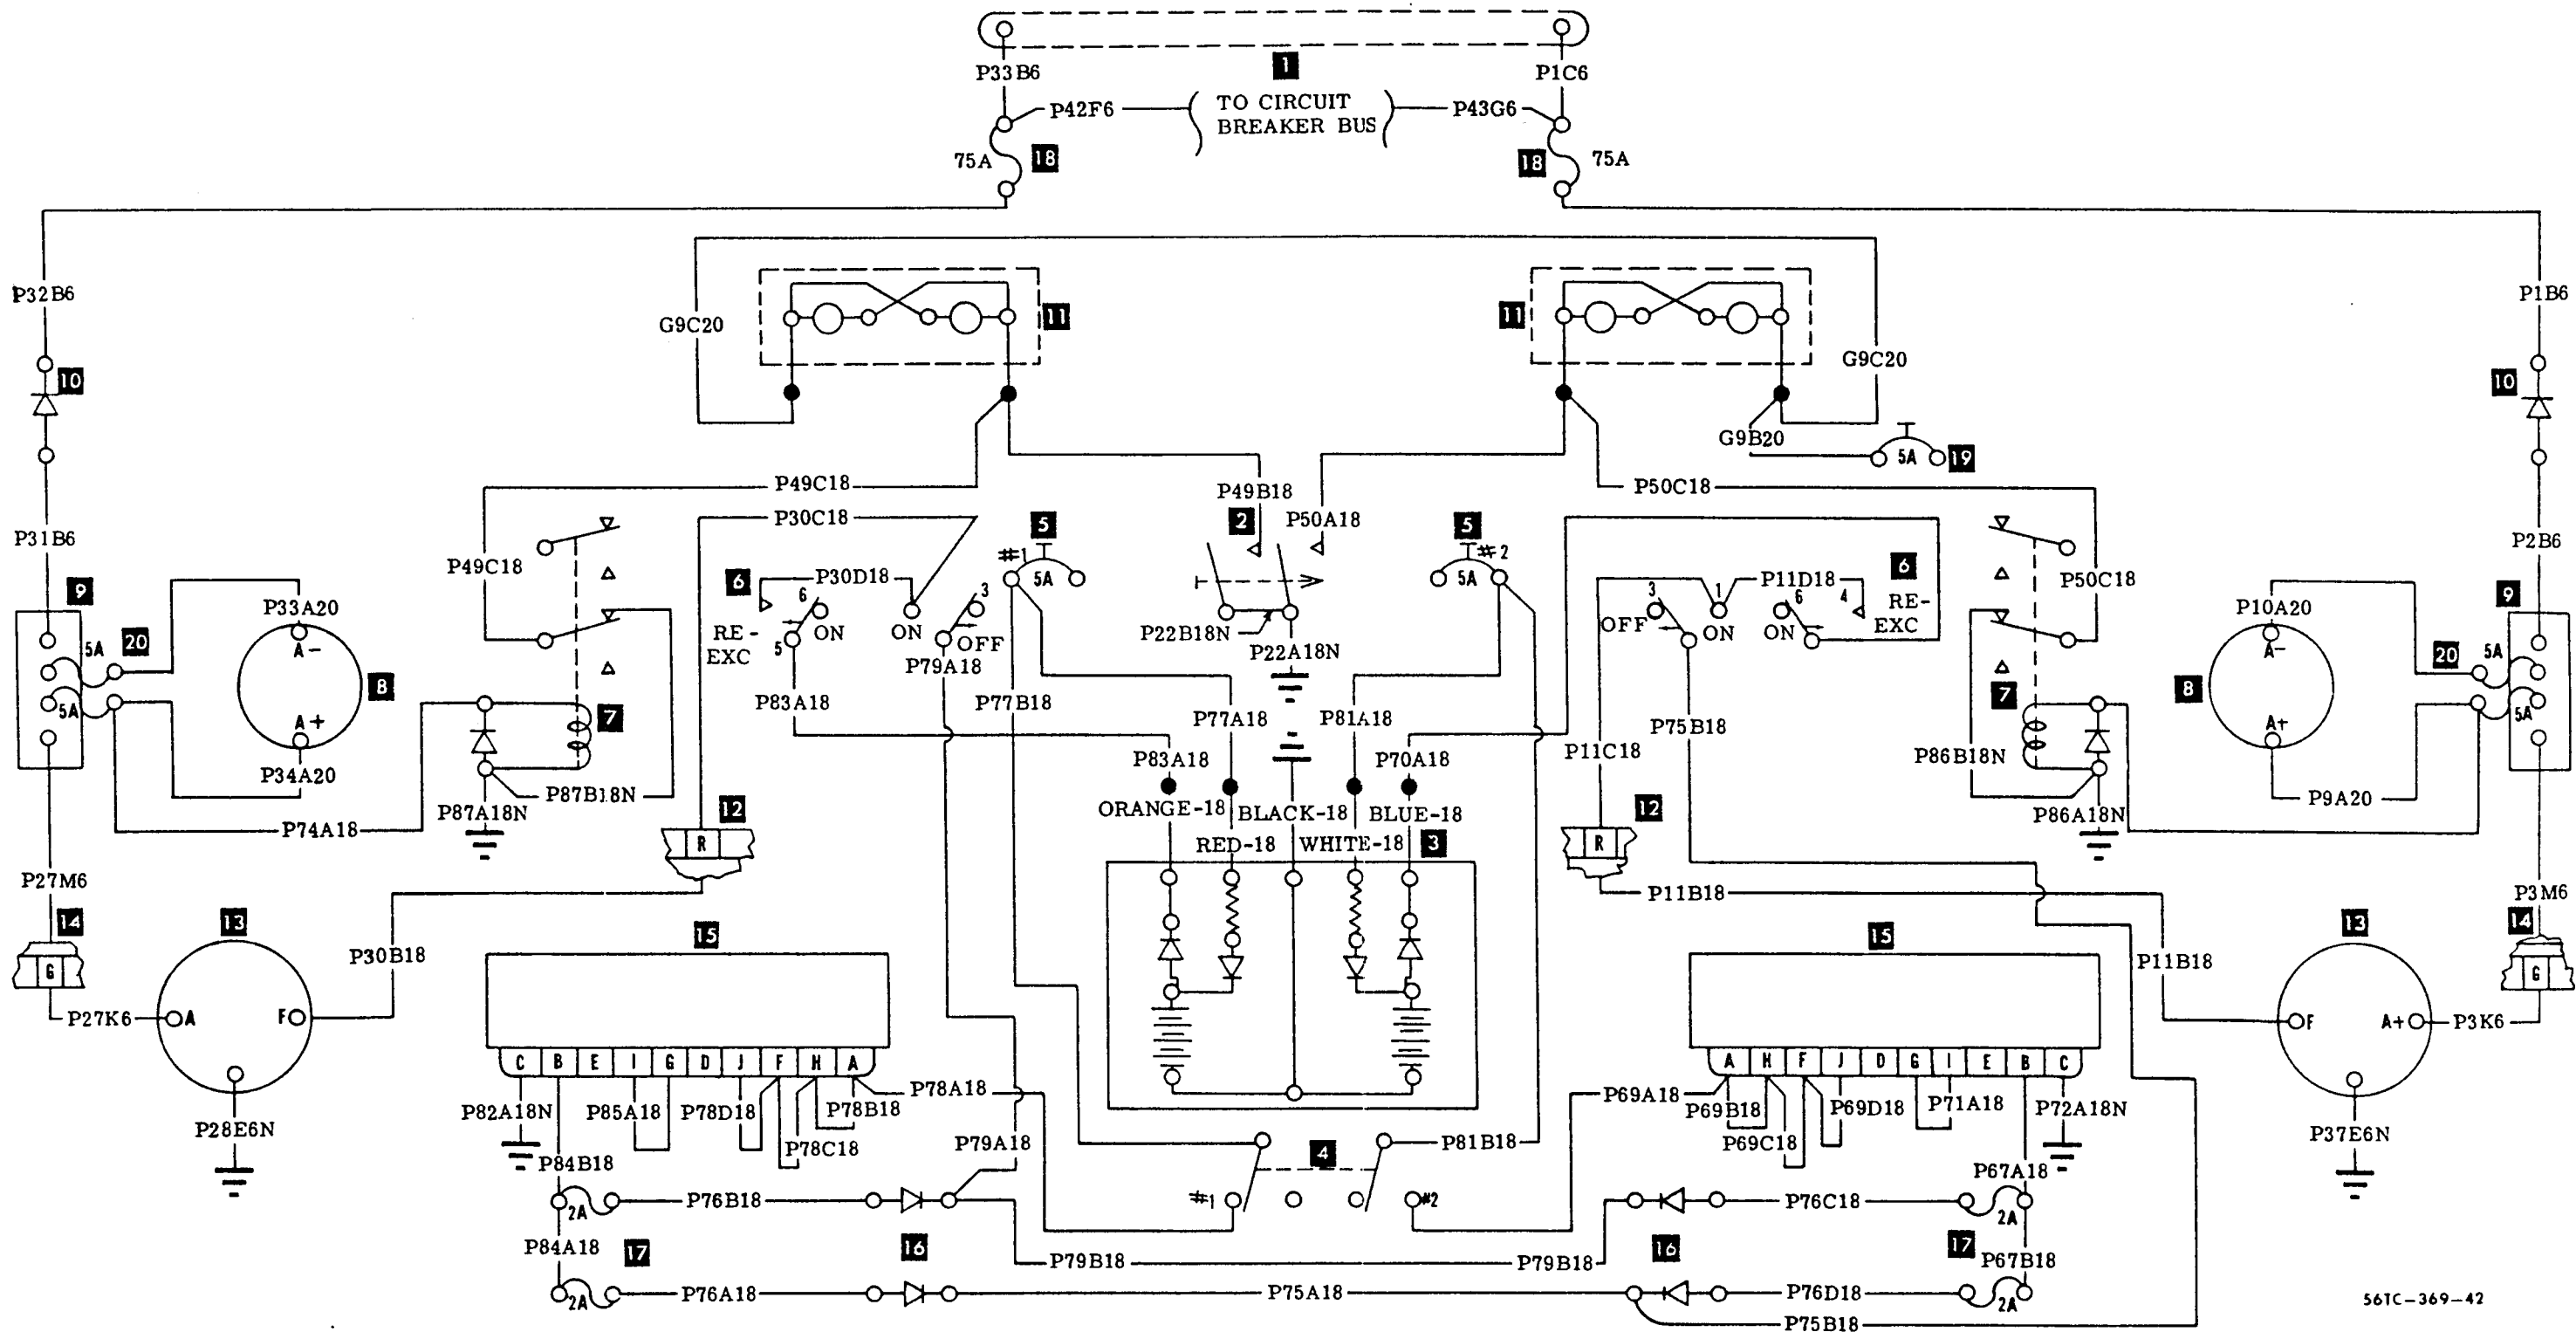 P33B6
1
P1C6
P42F6
TO CIRCUIT
BREAKER BUS
P43G6
75A
18
18
75A
P32B6
P1B6
G9C20
11
11
G9C20
10
10
G9B20
5A
19
P49C18
P49B18
P50C18
P30C18
2
P50A18
5
#1
5A
5
#2
5A
P31B6
P2B6
P49C18
P50C18
6
P30D18
6
3
RE-
EXC
5
ON
ON
OFF
P79A18
P22B18N
P22A18N
3
OFF
1
ON
P11D18
6
ON
4
6
RE-
EXC
9
5A
20
5A
P33A20
A-
8
A+
P34A20
P10A20
A-
8
A+
P9A20
9
20
5A
5A
7
7
P83A18
P77B18
P77A18
P81A18
P75B18
P11C18
P86B18N
P83A18
P70A18
P87B18N
P87A18N
P74A18
P86A18N
ORANGE-18
BLACK-18
BLUE-18
RED-18
WHITE-18
3
12
R
12
R
P27M6
P11B18
P3M6
14
G
13
14
G
13
P30B18
15
15
P11B18
P27K6
A
F
F
A+
P3K6
C B E I G D J F H A
A H F J D G I E B C
P78A18
P69A18
P82A18N
P85A18
P78D18
P78B18
P69B18
P69D18
P71A18
P72A18N
P28E6N
P78C18
P79A18
P69C18
P37E6N
P81B18
4
P84B18
P67A18
#1
#2
2A
P76B18
P76C18
2A
P84A18
17
16
P79B18
P79B18
16
17
P67B18
2A
P76A18
P75A18
P76D18
2A
P75B18
56TC-369-42